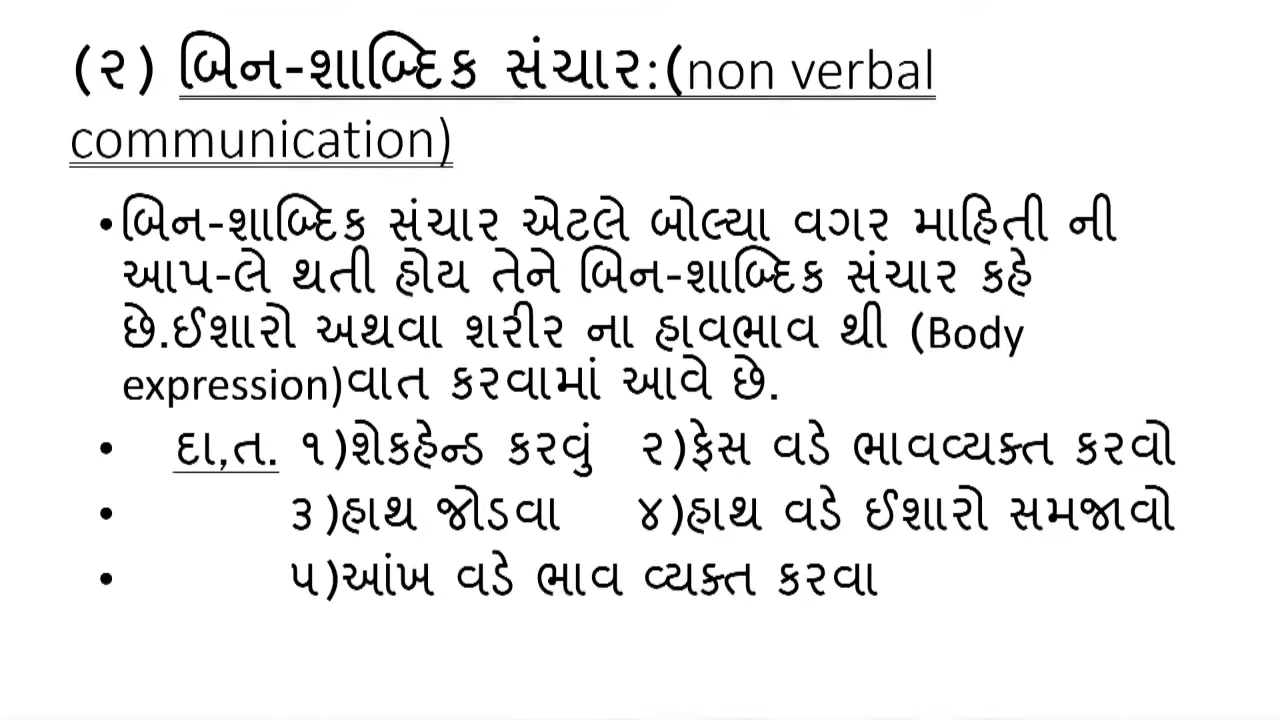 (૨) બિન-શાબ્દિક સંચાર:(non verbal
communication)
•બિન-શાબ્દિક સંચાર એટલે બોલ્યા વગર માહિતી ની
આપ-લે થતી હોય તેને બિન-શાબ્દિક સંચાર કહે
છે.ઈશારો અથવા શરીર ના હાવભાવ થી (Body
expression)વાત કરવામાં આવે છે.
• દા,ત. ૧)શેકહેન્ડ કરવું ૨)ફેસ વડે ભાવવ્યક્ત કરવો
• ૩)હાથ જોડવા ૪)હાથ વડે ઈશારો સમજાવો
• ૫)આંખ વડે ભાવ વ્યક્ત કરવા